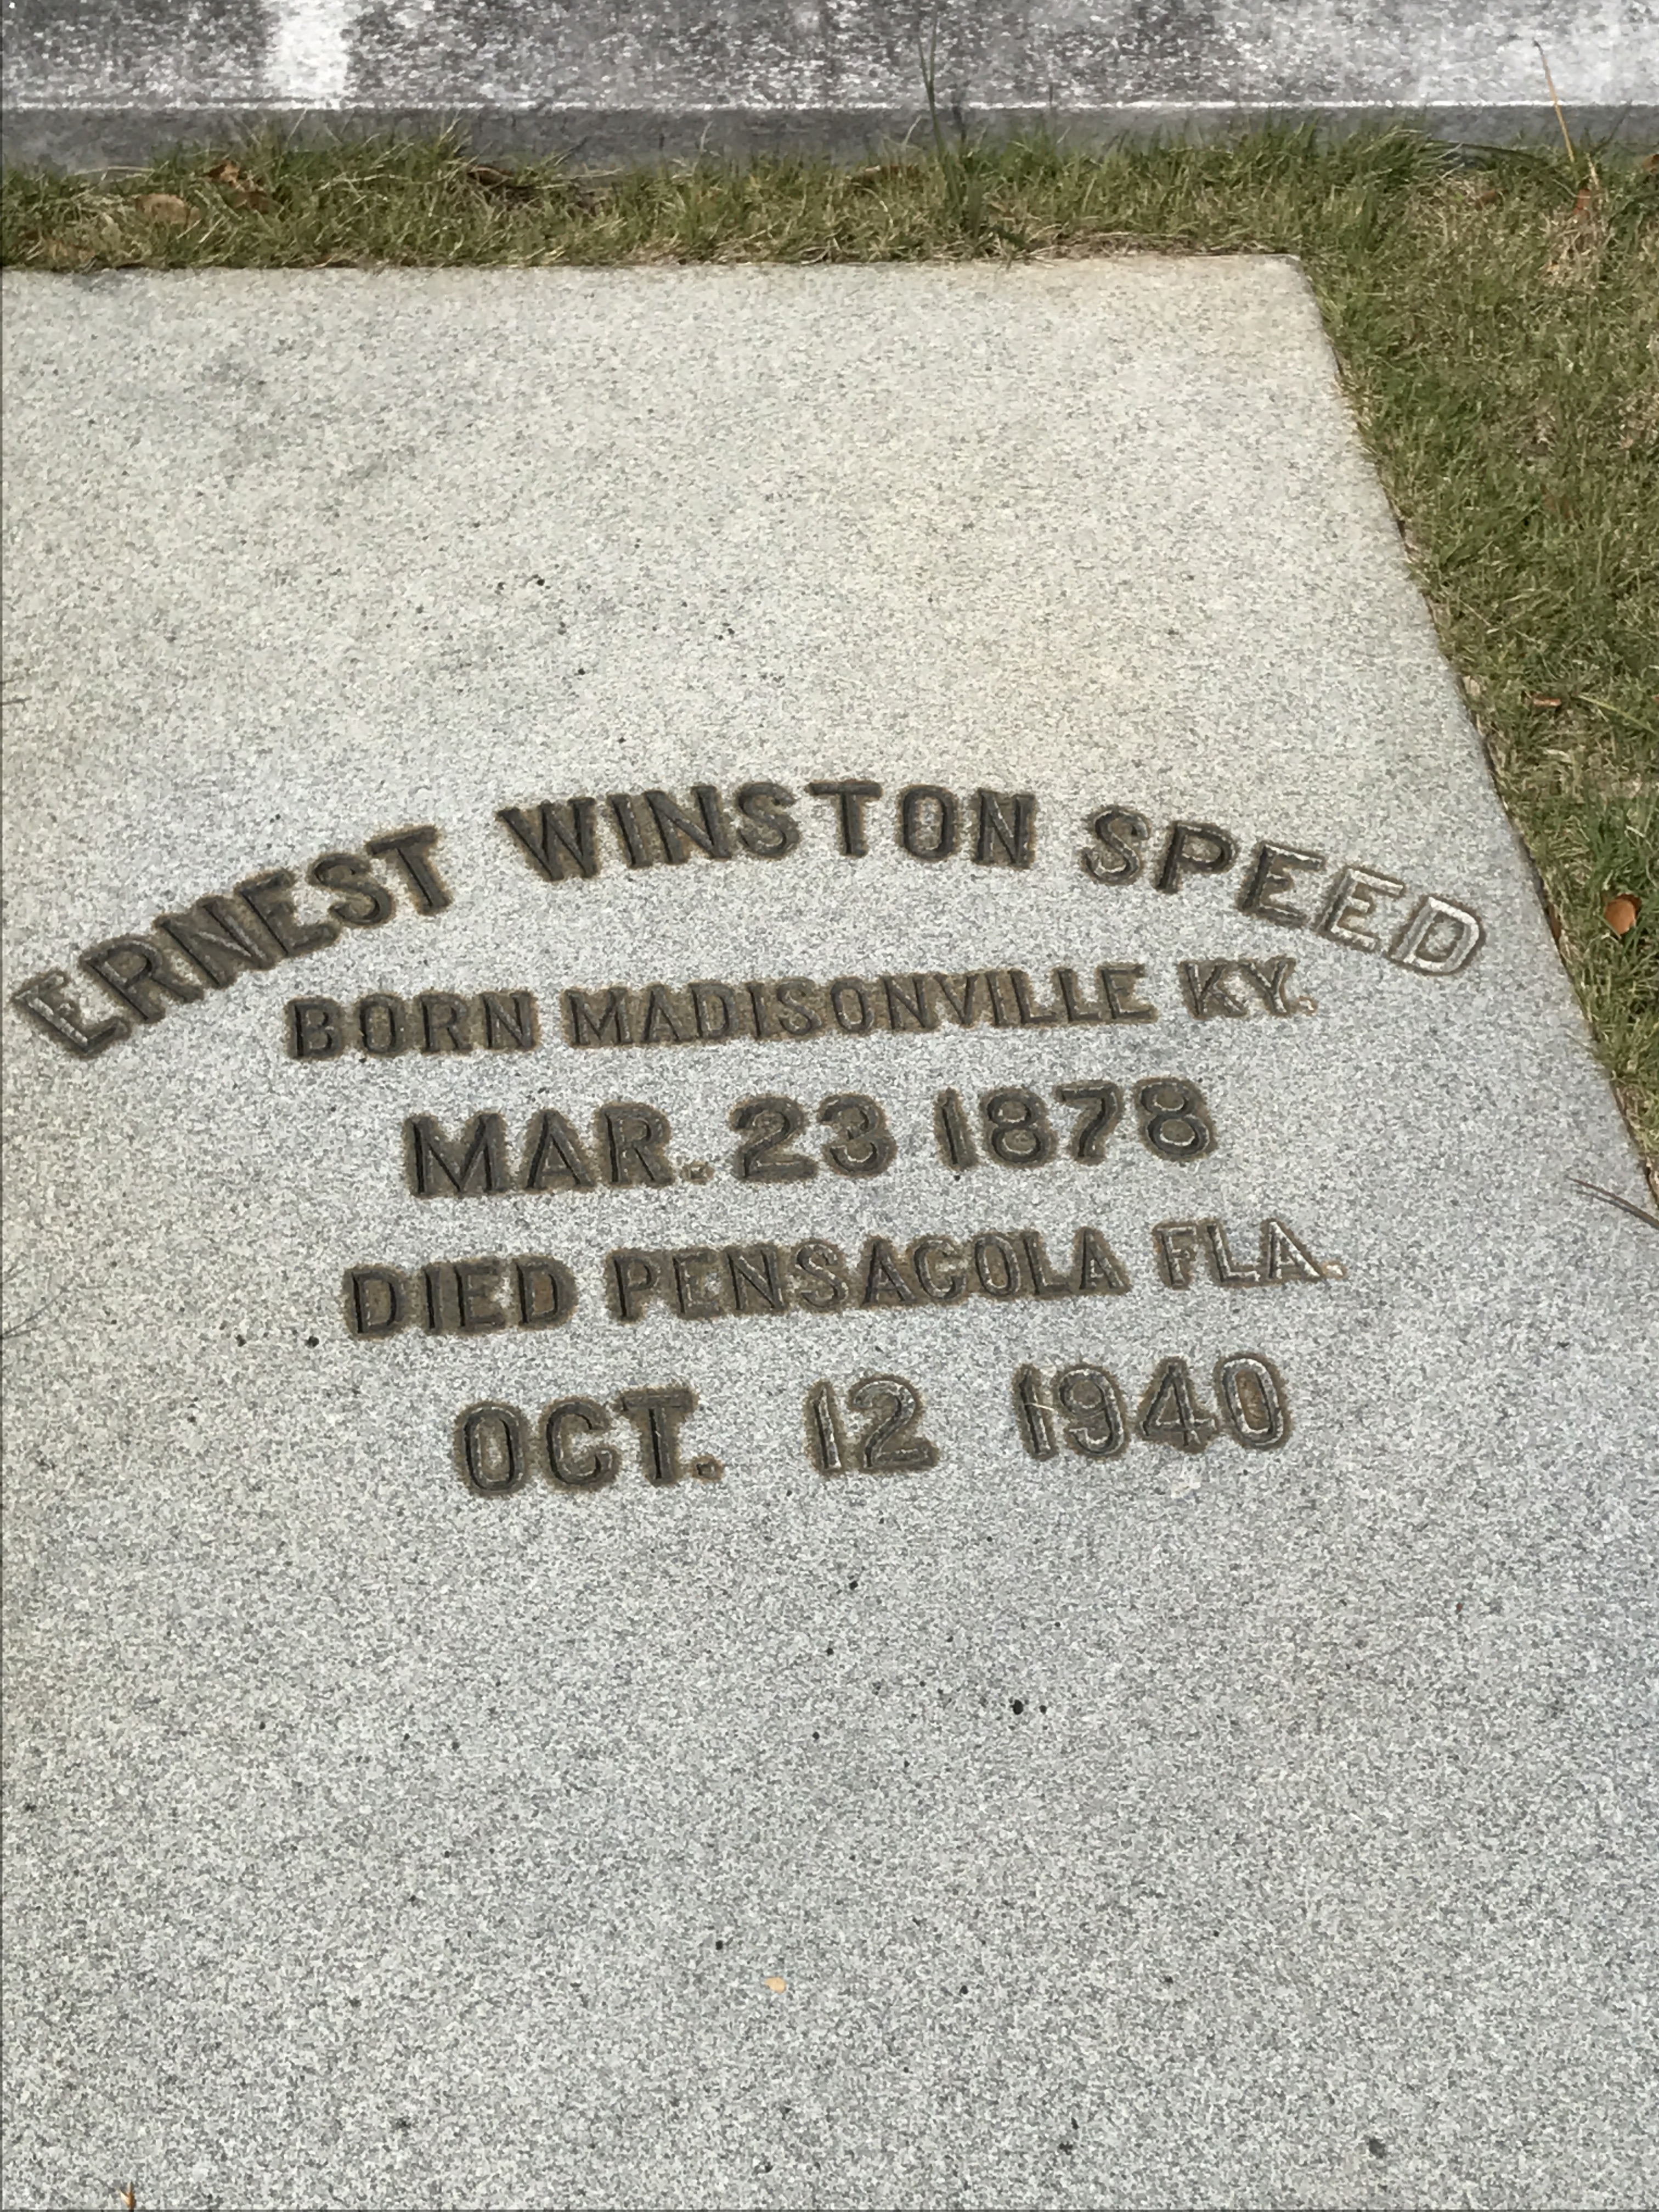 ERNEST WINSTON SPEED
BORN MADISONVILLE KY.
MAR. 23 1878
DIED PENSACOLA FLA.
OCT. 12 1940